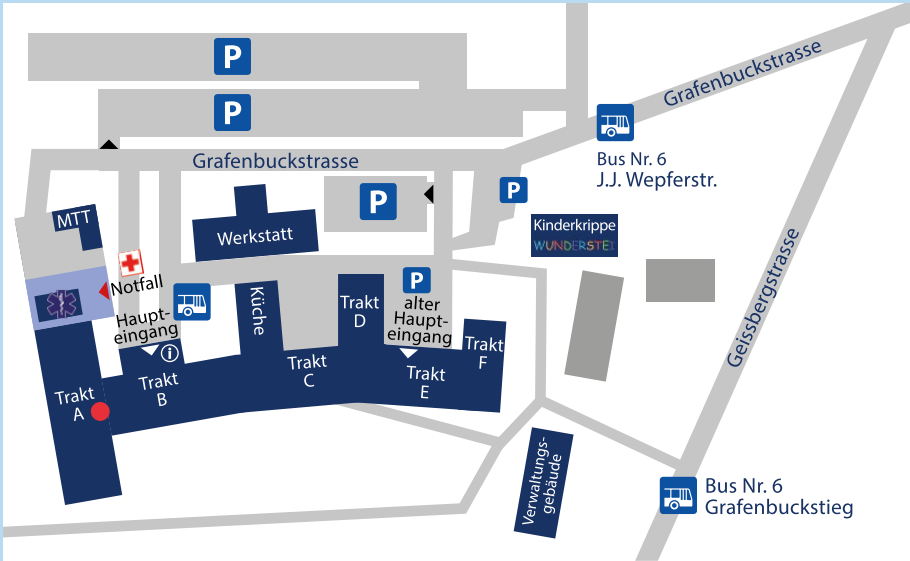 P
P
Grafenbuckstrasse
Bus Nr. 6
J.J. Wepferstr.
Grafenbuckstrasse
P
P
MTT
Werkstatt
Kinderkrippe
WUNDERSTEI
Notfall
Haupt-
eingang
i
Küche
P
alter
Haupt-
eingang
Trakt
D
Trakt
F
Trakt
C
Trakt
E
Trakt
B
Trakt
A
Geissbergstrasse
Verwaltungs-
gebäude
Bus Nr. 6
Grafenbuckstieg